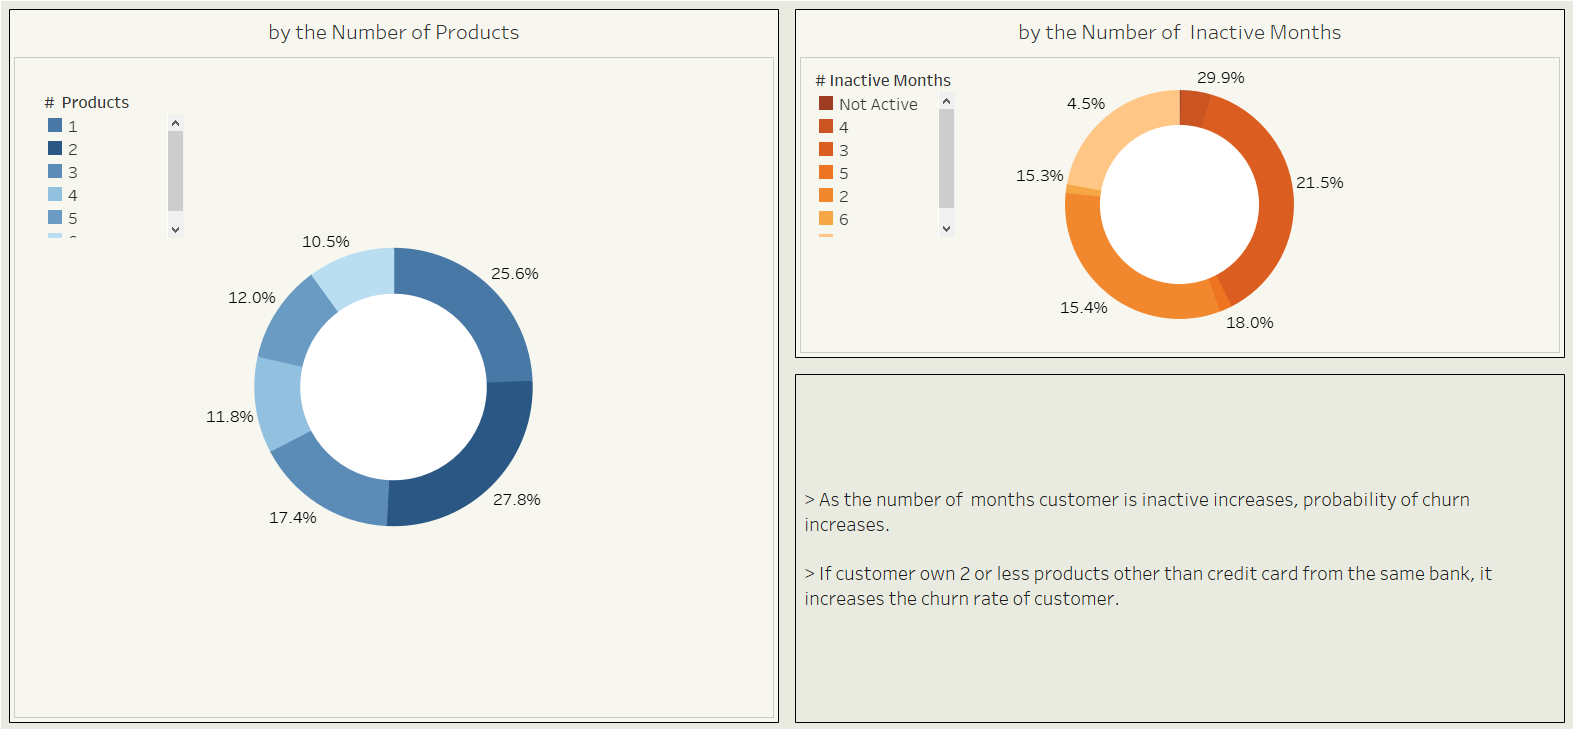 by the Number of Products
# Products
1
2
3
4
5
10.5%
25.6%
12.0%
11.8%
27.8%
17.4%
by the Number of  Inactive Months
# Inactive Months
Not Active
4
3
5
2
6
29.9%
4.5%
15.3%
21.5%
15.4%
18.0%
> As the number of  months customer is inactive increases, probability of churn
increases.
> If customer own 2 or less products other than credit card from the same bank, it
increases the churn rate of customer.